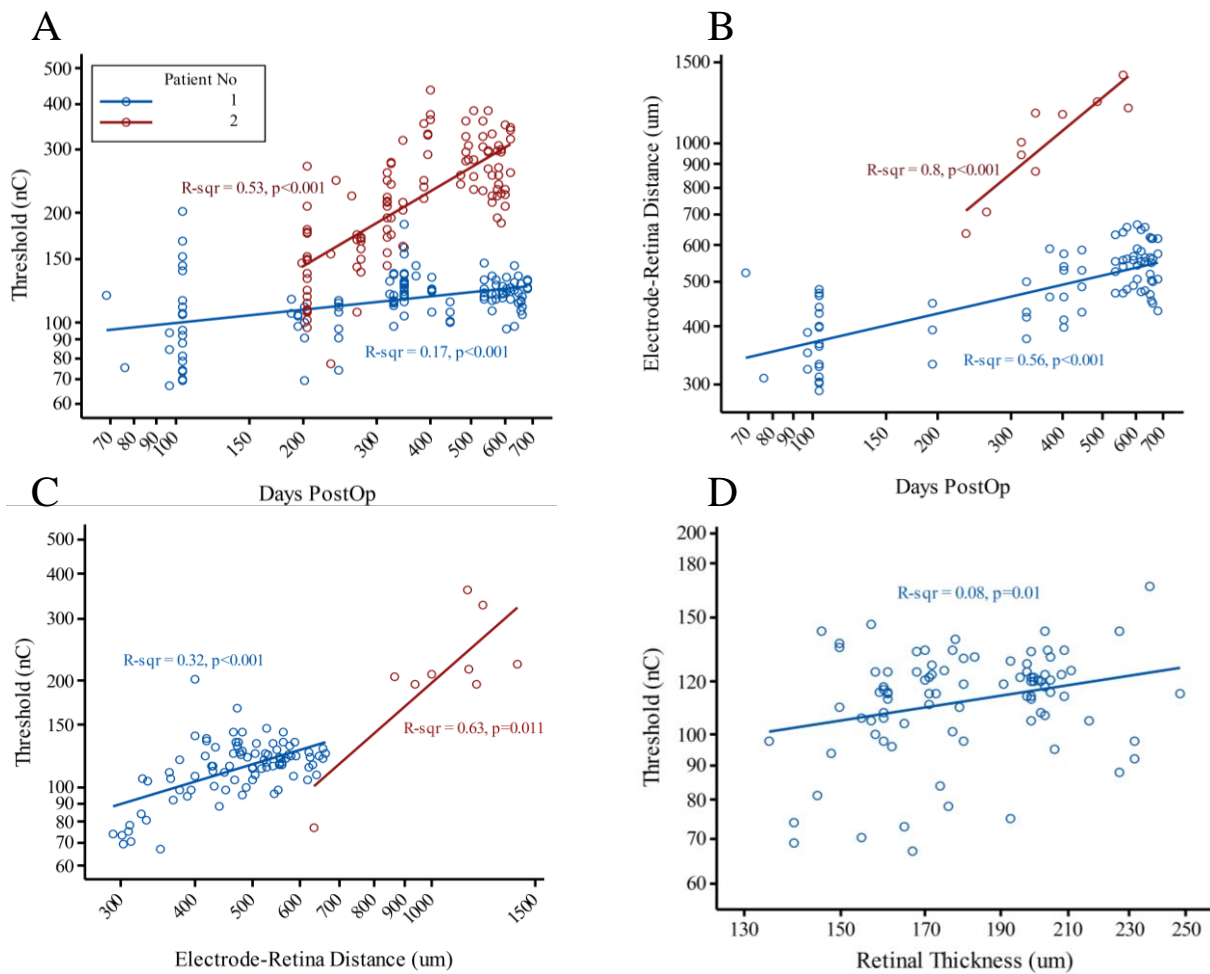 A
500
400
300
200
150
100
90
80
70
60
Threshold (nC)
Patient No
1
2
R-sqr = 0.53, p<0.001
R-sqr = 0.17, p<0.001
70 80 90 100 150 200 300 400 500 600 700
Days PostOp
B
1500
1000
900
800
700
600
500
400
300
Electrode-Retina Distance (um)
R-sqr = 0.8, p<0.001
R-sqr = 0.56, p<0.001
70 80 90 100 150 200 300 400 500 600 700
Days PostOp
C
500
400
300
200
150
100
90
80
70
60
Threshold (nC)
R-sqr = 0.32, p<0.001
R-sqr = 0.63, p=0.011
300 400 500 600 700 800 900 1000 1500
Electrode-Retina Distance (um)
D
200
180
150
120
100
90
80
70
60
Threshold (nC)
R-sqr = 0.08, p=0.01
130 150 170 190 210 230 250
Retinal Thickness (um)